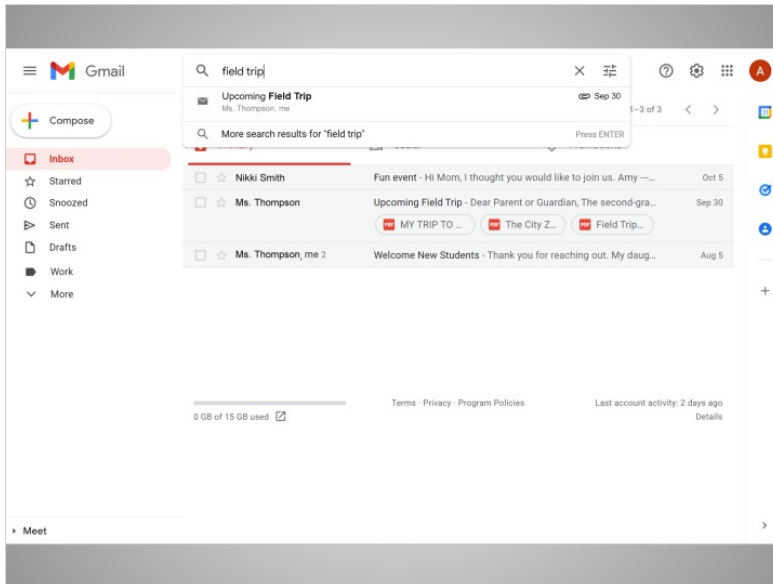 Gmail
field trip
A
Upcoming Field Trip
Sep 30
Ms. Thompson, me
1–3 of 3
More search results for 'field trip'
Press ENTER
Compose
Inbox
Starred
Snoozed
Sent
Drafts
Work
More
Nikki Smith
Fun event - Hi Mom, I thought you would like to join us. Amy —...
Oct 5
Ms. Thompson
Upcoming Field Trip - Dear Parent or Guardian, The second-gra...
Sep 30
PDF MY TRIP TO ...
PDF The City Z...
PDF Field Trip...
Ms. Thompson, me 2
Welcome New Students - Thank you for reaching out. My daug...
Aug 5
0 GB of 15 GB used
Terms · Privacy · Program Policies
Last account activity: 2 days ago
Details
Meet